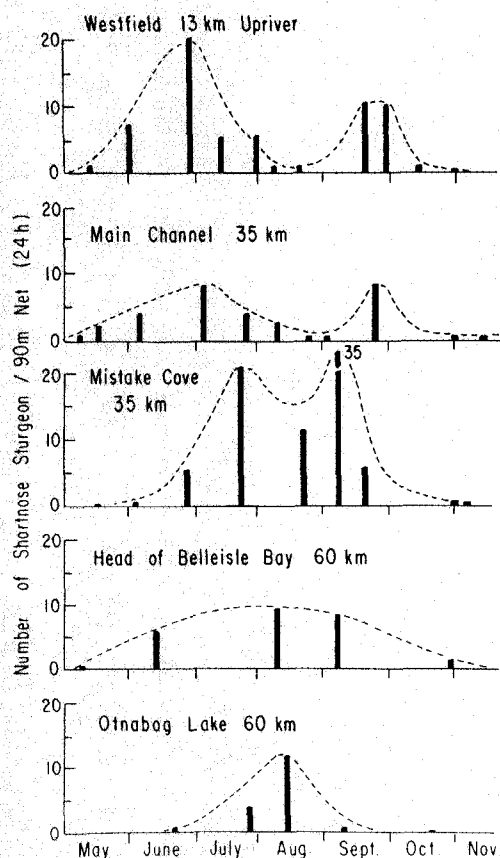 Westfield 13 km Upriver
20
10
0
Main Channel 35 km
20
10
0
Mistake Cove
35 km
35
20
10
0
Head of Belleisle Bay 60 km
20
10
0
Otnabog Lake 60 km
20
10
0
May June July Aug. Sept. Oct Nov
Number of Shortnose Sturgeon / 90m Net (24h)